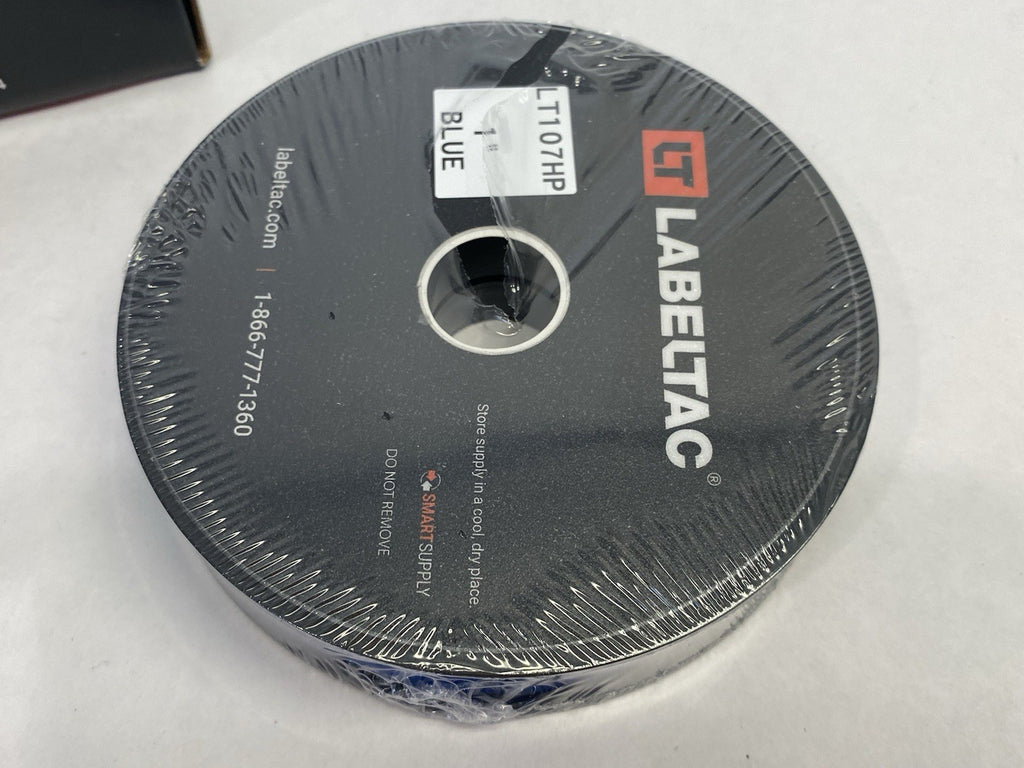 LT
LABELTAC®
LT107HP
1"
BLUE
Store supply in a cool, dry place.
SMARTSUPPLY
DO NOT REMOVE
labeltac.com | 1-866-777-1360